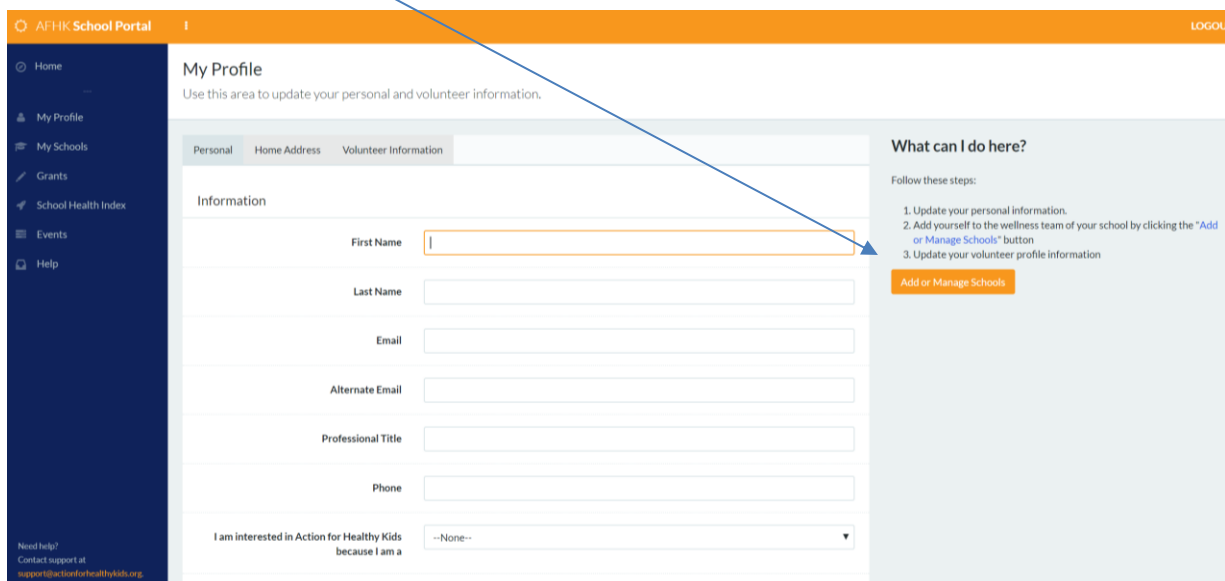 AFHK School Portal
LOGOU
Home
...
My Profile
My Schools
Grants
School Health Index
Events
Help
Need help?
Contact support at
support@actionforhealthykids.org.
My Profile
Use this area to update your personal and volunteer information.
Personal Home Address Volunteer Information
Information
First Name
Last Name
Email
Alternate Email
Professional Title
Phone
I am interested in Action for Healthy Kids
because I am a
--None--
What can I do here?
Follow these steps:
1. Update your personal information.
2. Add yourself to the wellness team of your school by clicking the "Add
or Manage Schools" button
3. Update your volunteer profile information
Add or Manage Schools